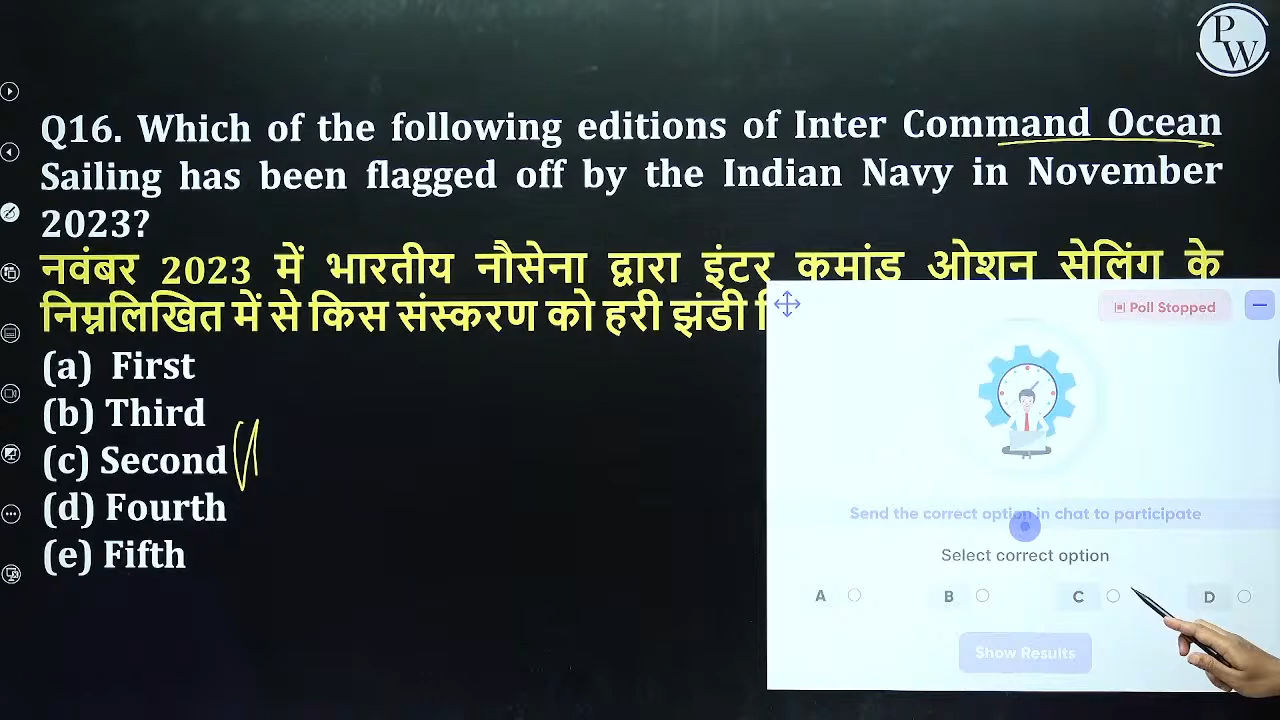 PW
Q16. Which of the following editions of Inter Command Ocean
Sailing has been flagged off by the Indian Navy in November
2023?
नवंबर 2023 में भारतीय नौसेना द्वारा इंटर कमांड ओशन सेलिंग के
निम्नलिखित में से किस संस्करण को हरी झंडी
(a) First
(b) Third
(c) Second
(d) Fourth
(e) Fifth
Poll Stopped
Send the correct option in chat to participate
Select correct option
A B C D
Show Results